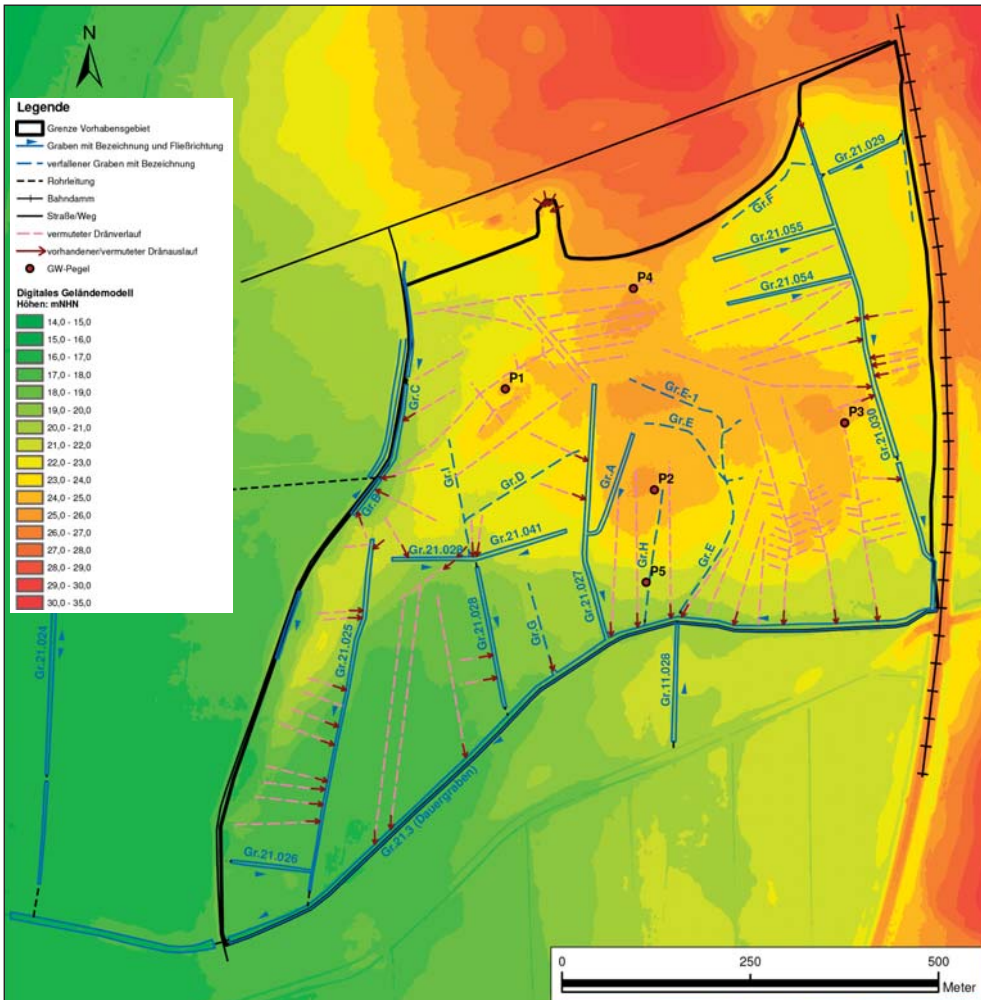 N
Legende
Grenze Vorhabensgebiet
Graben mit Bezeichnung und Fließrichtung
verfallener Graben mit Bezeichnung
Rohrleitung
Bahndamm
Straße/Weg
vermuteter Dränverlauf
vorhandener/vermuteter Dränauslauf
GW-Pegel
Digitales Geländemodell
Höhen: mNHN
14,0 - 15,0
15,0 - 16,0
16,0 - 17,0
17,0 - 18,0
18,0 - 19,0
19,0 - 20,0
20,0 - 21,0
21,0 - 22,0
22,0 - 23,0
23,0 - 24,0
24,0 - 25,0
25,0 - 26,0
26,0 - 27,0
27,0 - 28,0
28,0 - 29,0
29,0 - 30,0
30,0 - 35,0
Gr.21.029
Gr.F
Gr.21.055
Gr.21.054
P4
P1
Gr.C
Gr.E-1
Gr.E
P3
Gr.21.030
Gr.I
Gr.D
Gr.A
P2
Gr.B
Gr.21.041
Gr.H
Gr.E
P5
Gr.21.027
Gr.21.028
Gr.G
Gr.21.025
Gr.21.024
Gr.11.028
Gr.21.3 (Dauergraben)
Gr.21.026
0
250
500
Meter